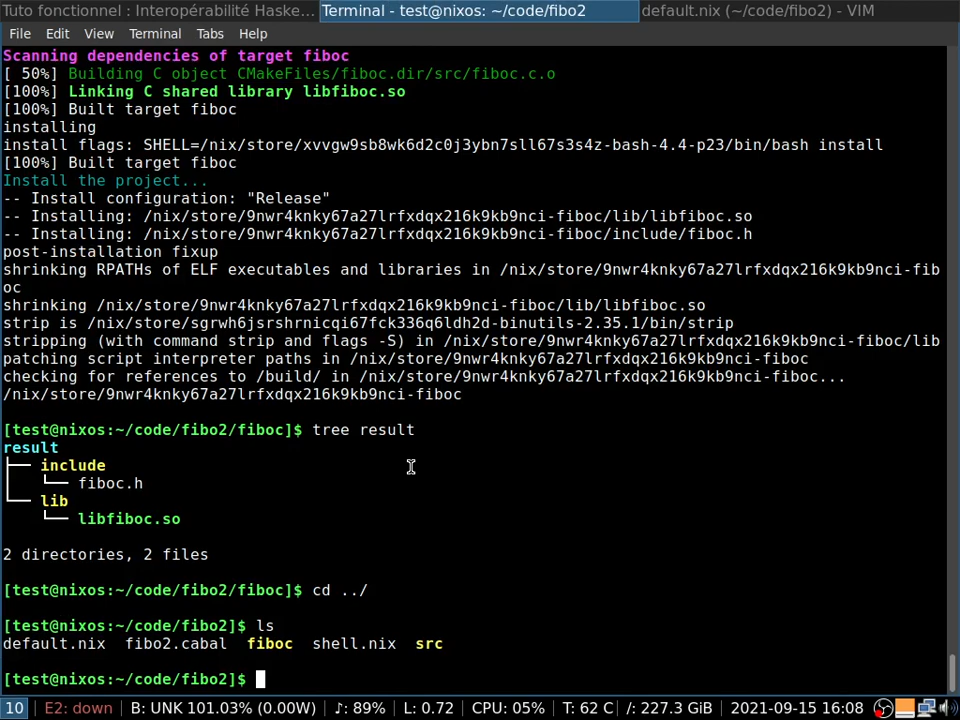 Tuto fonctionnel : Interopérabilité Haske... Terminal - test@nixos: ~/code/fibo2 default.nix (~/code/fibo2) - VIM
File Edit View Terminal Tabs Help
Scanning dependencies of target fiboc
[ 50%] Building C object CMakeFiles/fiboc.dir/src/fiboc.c.o
[100%] Linking C shared library libfiboc.so
[100%] Built target fiboc
installing
install flags: SHELL=/nix/store/xvvgw9sb8wk6d2c0j3ybn7sll67s3s4z-bash-4.4-p23/bin/bash install
[100%] Built target fiboc
Install the project...
-- Install configuration: "Release"
-- Installing: /nix/store/9nwr4knky67a27lrfxdqx216k9kb9nci-fiboc/lib/libfiboc.so
-- Installing: /nix/store/9nwr4knky67a27lrfxdqx216k9kb9nci-fiboc/include/fiboc.h
post-installation fixup
shrinking RPATHs of ELF executables and libraries in /nix/store/9nwr4knky67a27lrfxdqx216k9kb9nci-fib
oc
shrinking /nix/store/9nwr4knky67a27lrfxdqx216k9kb9nci-fiboc/lib/libfiboc.so
strip is /nix/store/sgrwh6jsrshrnicqi67fck336q6ldh2d-binutils-2.35.1/bin/strip
stripping (with command strip and flags -S) in /nix/store/9nwr4knky67a27lrfxdqx216k9kb9nci-fiboc/lib
patching script interpreter paths in /nix/store/9nwr4knky67a27lrfxdqx216k9kb9nci-fiboc
checking for references to /build/ in /nix/store/9nwr4knky67a27lrfxdqx216k9kb9nci-fiboc...
/nix/store/9nwr4knky67a27lrfxdqx216k9kb9nci-fiboc
[test@nixos:~/code/fibo2/fiboc]$ tree result
result
├── include
│   └── fiboc.h
└── lib
    └── libfiboc.so
2 directories, 2 files
[test@nixos:~/code/fibo2/fiboc]$ cd ../
[test@nixos:~/code/fibo2]$ ls
default.nix fibo2.cabal fiboc shell.nix src
[test@nixos:~/code/fibo2]$
10 E2: down | B: UNK 101.03% (0.00W) | ♪: 89% | L: 0.72 | CPU: 05% | T: 62 C | /: 227.3 GiB | 2021-09-15 16:08